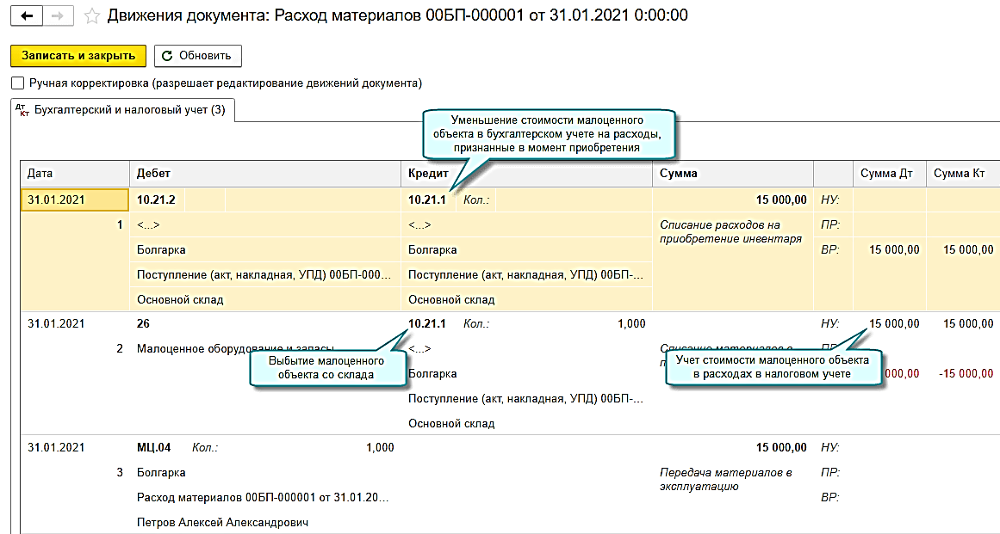 Движения документа: Расход материалов 00БП-000001 от 31.01.2021 0:00:00
Записать и закрыть Обновить
Ручная корректировка (разрешает редактирование движений документа)
Дт Кт Бухгалтерский и налоговый учет (3)
Уменьшение стоимости малоценного
объекта в бухгалтерском учете на расходы,
признанные в момент приобретения
Дата Дебет Кредит Сумма Сумма Дт Сумма Кт
31.01.2021 10.21.2 10.21.1 Кол.: 15 000,00 НУ:
1 <...> <...> Списание расходов на ПР:
приобретение инвентаря
Болгарка Болгарка ВР: 15 000,00 15 000,00
Поступление (акт, накладная, УПД) 00БП-000... Поступление (акт, накладная, УПД) 00БП-...
Основной склад Основной склад
31.01.2021 26 10.21.1 Кол.: 1,000 НУ: 15 000,00 15 000,00
2 Малоценное оборудование и запасы <...> Списание материалов в ПР:
Выбытие малоценного
объекта со склада
Учет стоимости малоценного объекта
в расходах в налоговом учете
Болгарка 000,00 -15 000,00
Поступление (акт, накладная, УПД) 00БП-...
Основной склад
31.01.2021 МЦ.04 Кол.: 1,000 15 000,00 НУ:
3 Болгарка Передача материалов в ПР:
эксплуатацию
Расход материалов 00БП-000001 от 31.01.20... ВР:
Петров Алексей Александрович